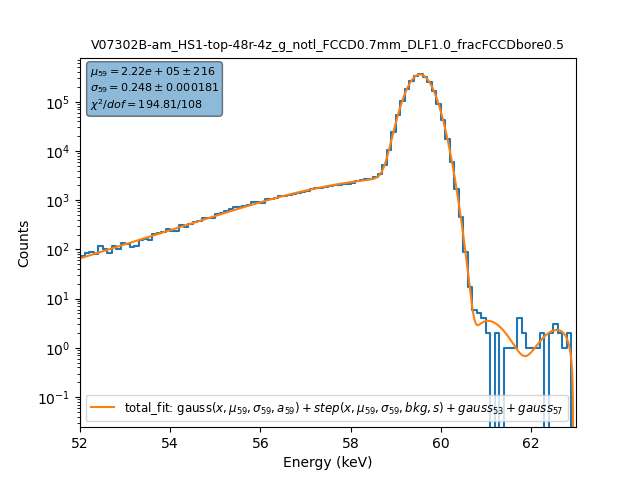 V07302B-am_HS1-top-48r-4z_g_notl_FCCD0.7mm_DLF1.0_fracFCCDbore0.5
μ₅₉ = 2.22e + 05 ± 216
σ₅₉ = 0.248 ± 0.000181
χ²/dof = 194.81/108
Counts
10⁵
10⁴
10³
10²
10¹
10⁰
10⁻¹
total_fit: gauss(x, μ₅₉, σ₅₉, a₅₉) + step(x, μ₅₉, σ₅₉, bkg, s) + gauss₅₃ + gauss₅₇
52 54 56 58 60 62
Energy (keV)